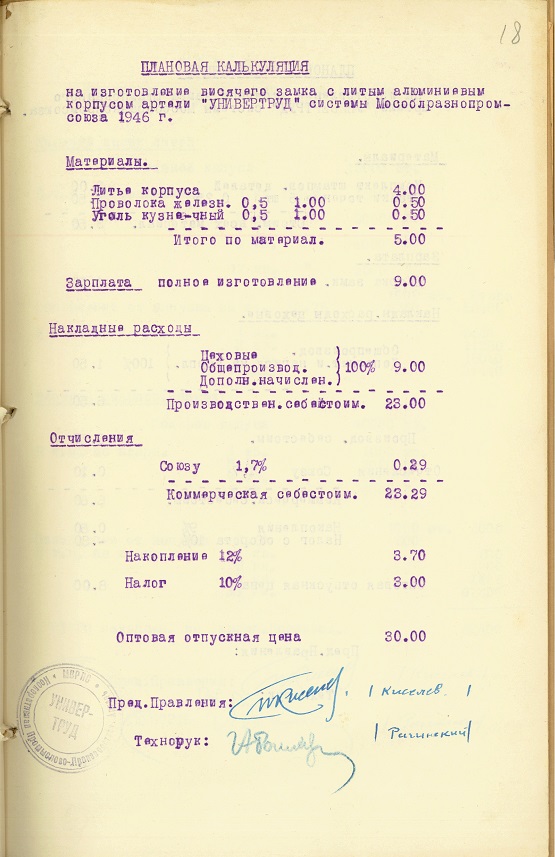 18
ПЛАНОВАЯ КАЛЬКУЛЯЦИЯ
на изготовление висячего замка с литым алюминиевым
корпусом артели "УНИВЕРТРУД" системы Мособлразнопром-
союза 1946 г.
Материалы.
Литье корпуса 4.00
Проволока железн. 0,5 1.00 0.50
Уголь кузнечный 0,5 1.00 0.50
Итого по материал. 5.00
Зарплата полное изготовление 9.00
Накладные расходы
Цеховые
Общепроизвод. 100% 9.00
Дополн.начислен.
Производствен.себестоим. 23.00
Отчисления
Союзу 1,7% 0.29
Коммерческая себестоим. 23.29
Накопление 12% 3.70
Налог 10% 3.00
Оптовая отпускная цена 30.00
Пред.Правления: / Киселев /
Технорук: / Рачинский /
УНИВЕР-
ТРУД